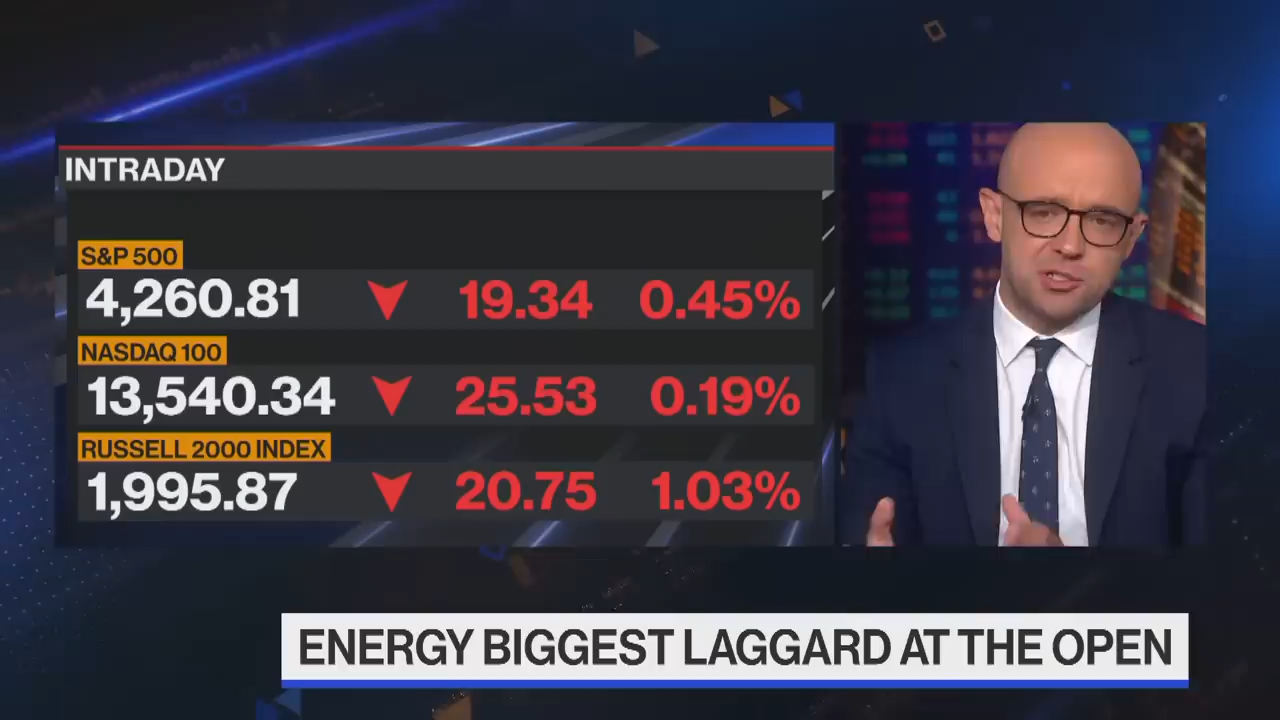 INTRADAY
S&P 500
4,260.81 19.34 0.45%
NASDAQ 100
13,540.34 25.53 0.19%
RUSSELL 2000 INDEX
1,995.87 20.75 1.03%
ENERGY BIGGEST LAGGARD AT THE OPEN